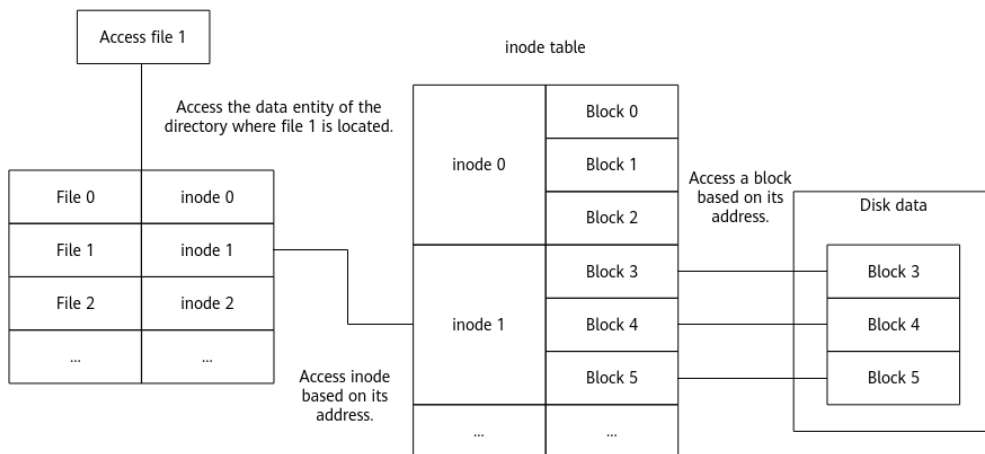 Access file 1
inode table
Access the data entity of the
directory where file 1 is located.
File 0 inode 0
File 1 inode 1
File 2 inode 2
... ...
Access inode
based on its
address.
inode 0
Block 0
Block 1
Block 2
inode 1
Block 3
Block 4
Block 5
... ...
Access a block
based on its
address.
Disk data
Block 3
Block 4
Block 5